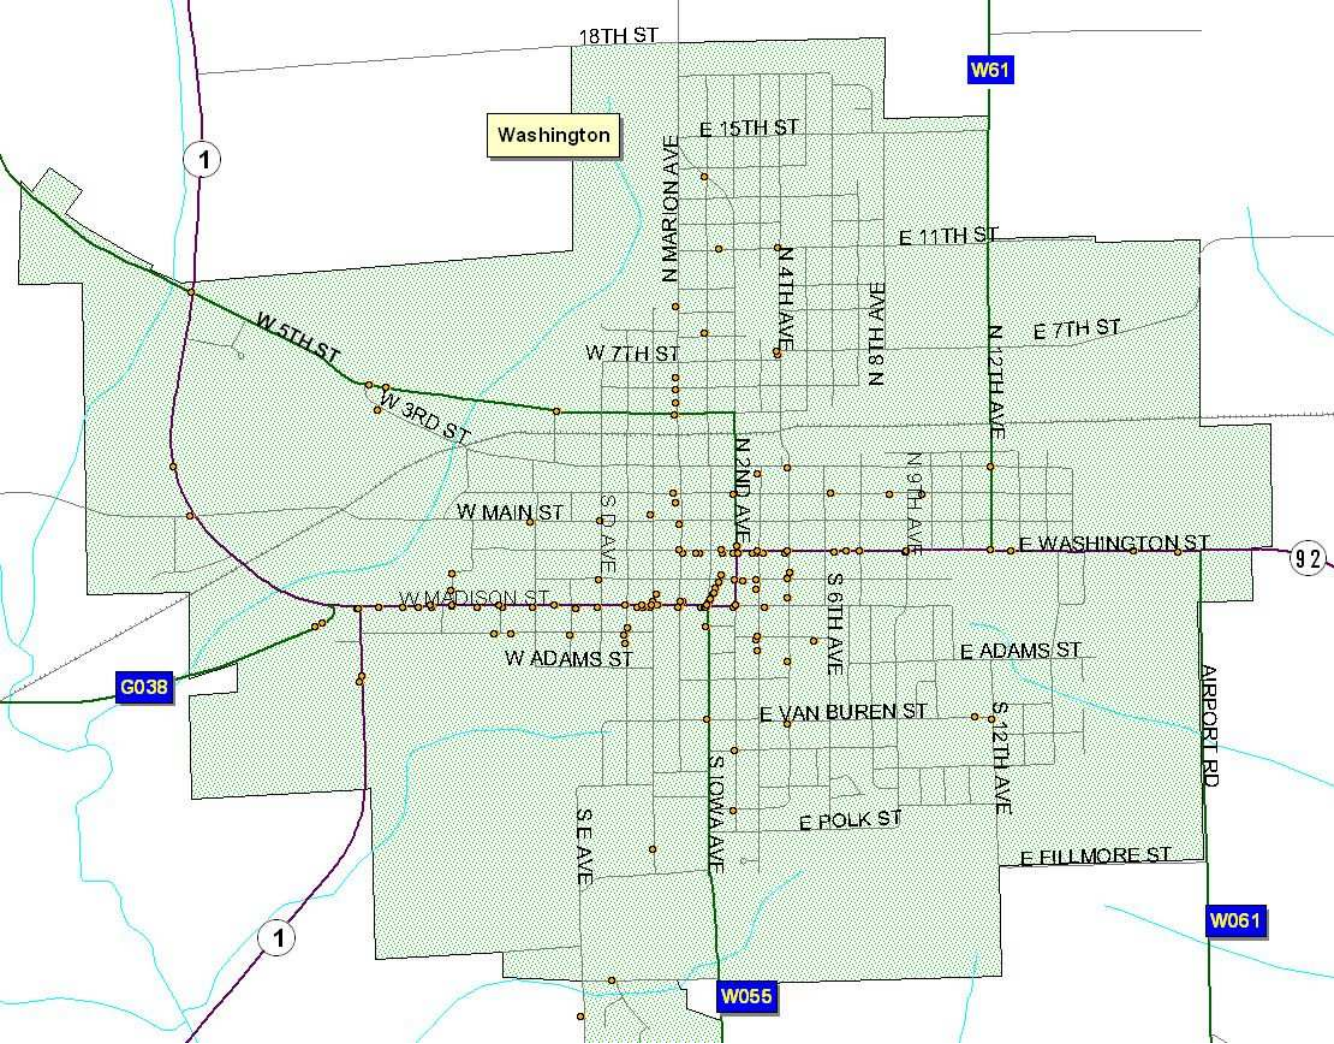 18TH ST
W61
E 15TH ST
Washington
N MARION AVE
1
E 11TH ST
N 4TH AVE
N 8TH AVE
W 5TH ST
E 7TH ST
N 12TH AVE
W 7TH ST
W 3RD ST
N 2ND AVE
N 9TH AVE
S D AVE
W MAIN ST
E WASHINGTON ST
92
W MADISON ST
S 6TH AVE
E ADAMS ST
W ADAMS ST
G038
AIRPORT RD
E VAN BUREN ST
S 12TH AVE
S IOWA AVE
S E AVE
E POLK ST
E FILLMORE ST
W061
1
W055